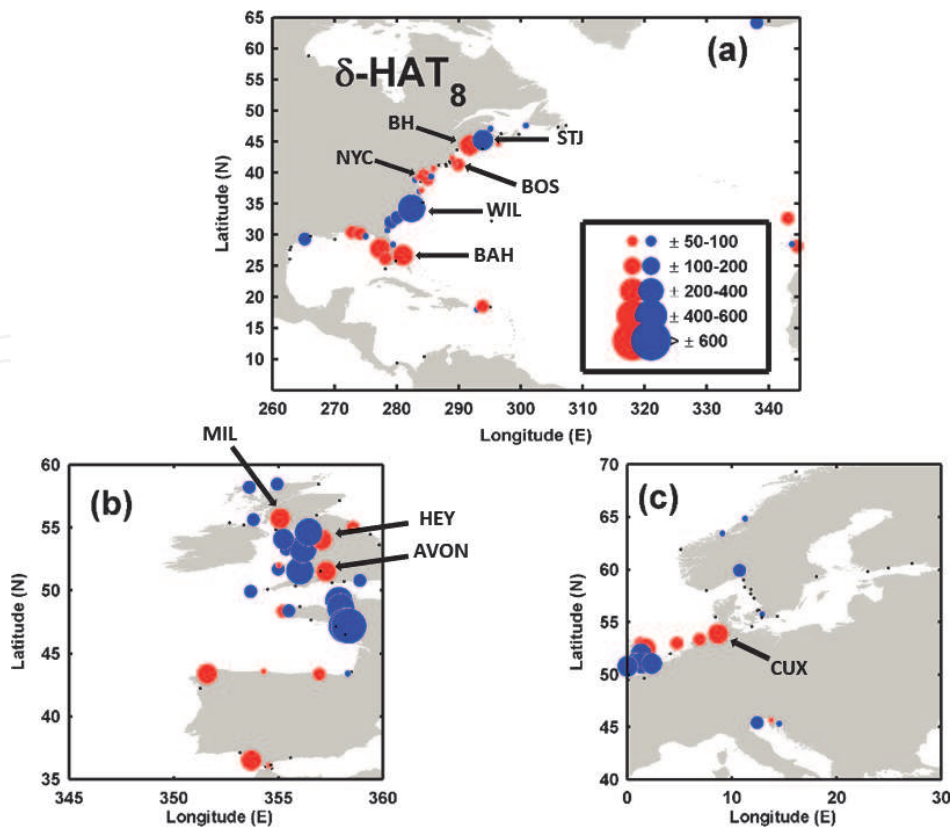 (a)
δ-HAT8
BH
STJ
NYC
BOS
WIL
BAH
± 50-100
± 100-200
± 200-400
± 400-600
> ± 600
65
60
55
50
45
40
35
30
25
20
15
10
Latitude (N)
260 270 280 290 300 310 320 330 340
Longitude (E)
MIL
(b)
HEY
AVON
60
55
50
45
40
35
Latitude (N)
345 350 355 360
Longitude (E)
(c)
CUX
70
65
60
55
50
45
40
Latitude (N)
0 10 20 30
Longitude (E)